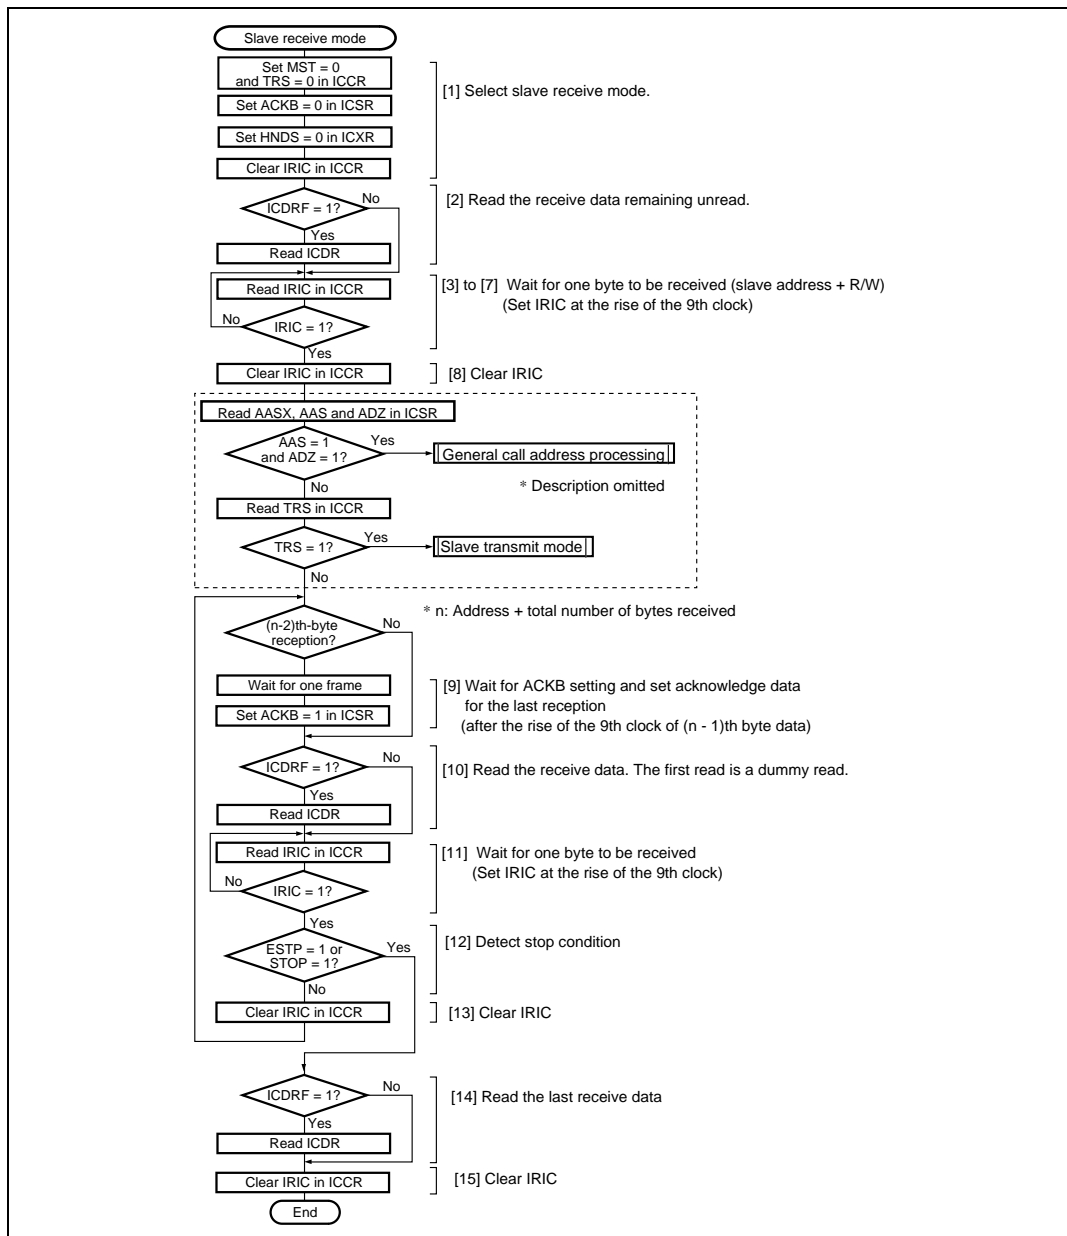 Slave receive mode
Set MST = 0
and TRS = 0 in ICCR
[1] Select slave receive mode.
Set ACKB = 0 in ICSR
Set HNDS = 0 in ICXR
Clear IRIC in ICCR
ICDRF = 1?
No
[2] Read the receive data remaining unread.
Yes
Read ICDR
Read IRIC in ICCR
[3] to [7] Wait for one byte to be received (slave address + R/W)
(Set IRIC at the rise of the 9th clock)
No
IRIC = 1?
Yes
Clear IRIC in ICCR
[8] Clear IRIC
Read AASX, AAS and ADZ in ICSR
AAS = 1
and ADZ = 1?
Yes
General call address processing
No
* Description omitted
Read TRS in ICCR
TRS = 1?
Yes
Slave transmit mode
No
* n: Address + total number of bytes received
(n-2)th-byte
reception?
No
Wait for one frame
[9] Wait for ACKB setting and set acknowledge data
for the last reception
(after the rise of the 9th clock of (n - 1)th byte data)
Set ACKB = 1 in ICSR
ICDRF = 1?
No
[10] Read the receive data. The first read is a dummy read.
Yes
Read ICDR
Read IRIC in ICCR
[11] Wait for one byte to be received
(Set IRIC at the rise of the 9th clock)
No
IRIC = 1?
Yes
ESTP = 1 or
STOP = 1?
Yes
[12] Detect stop condition
No
Clear IRIC in ICCR
[13] Clear IRIC
ICDRF = 1?
No
[14] Read the last receive data
Yes
Read ICDR
Clear IRIC in ICCR
[15] Clear IRIC
End